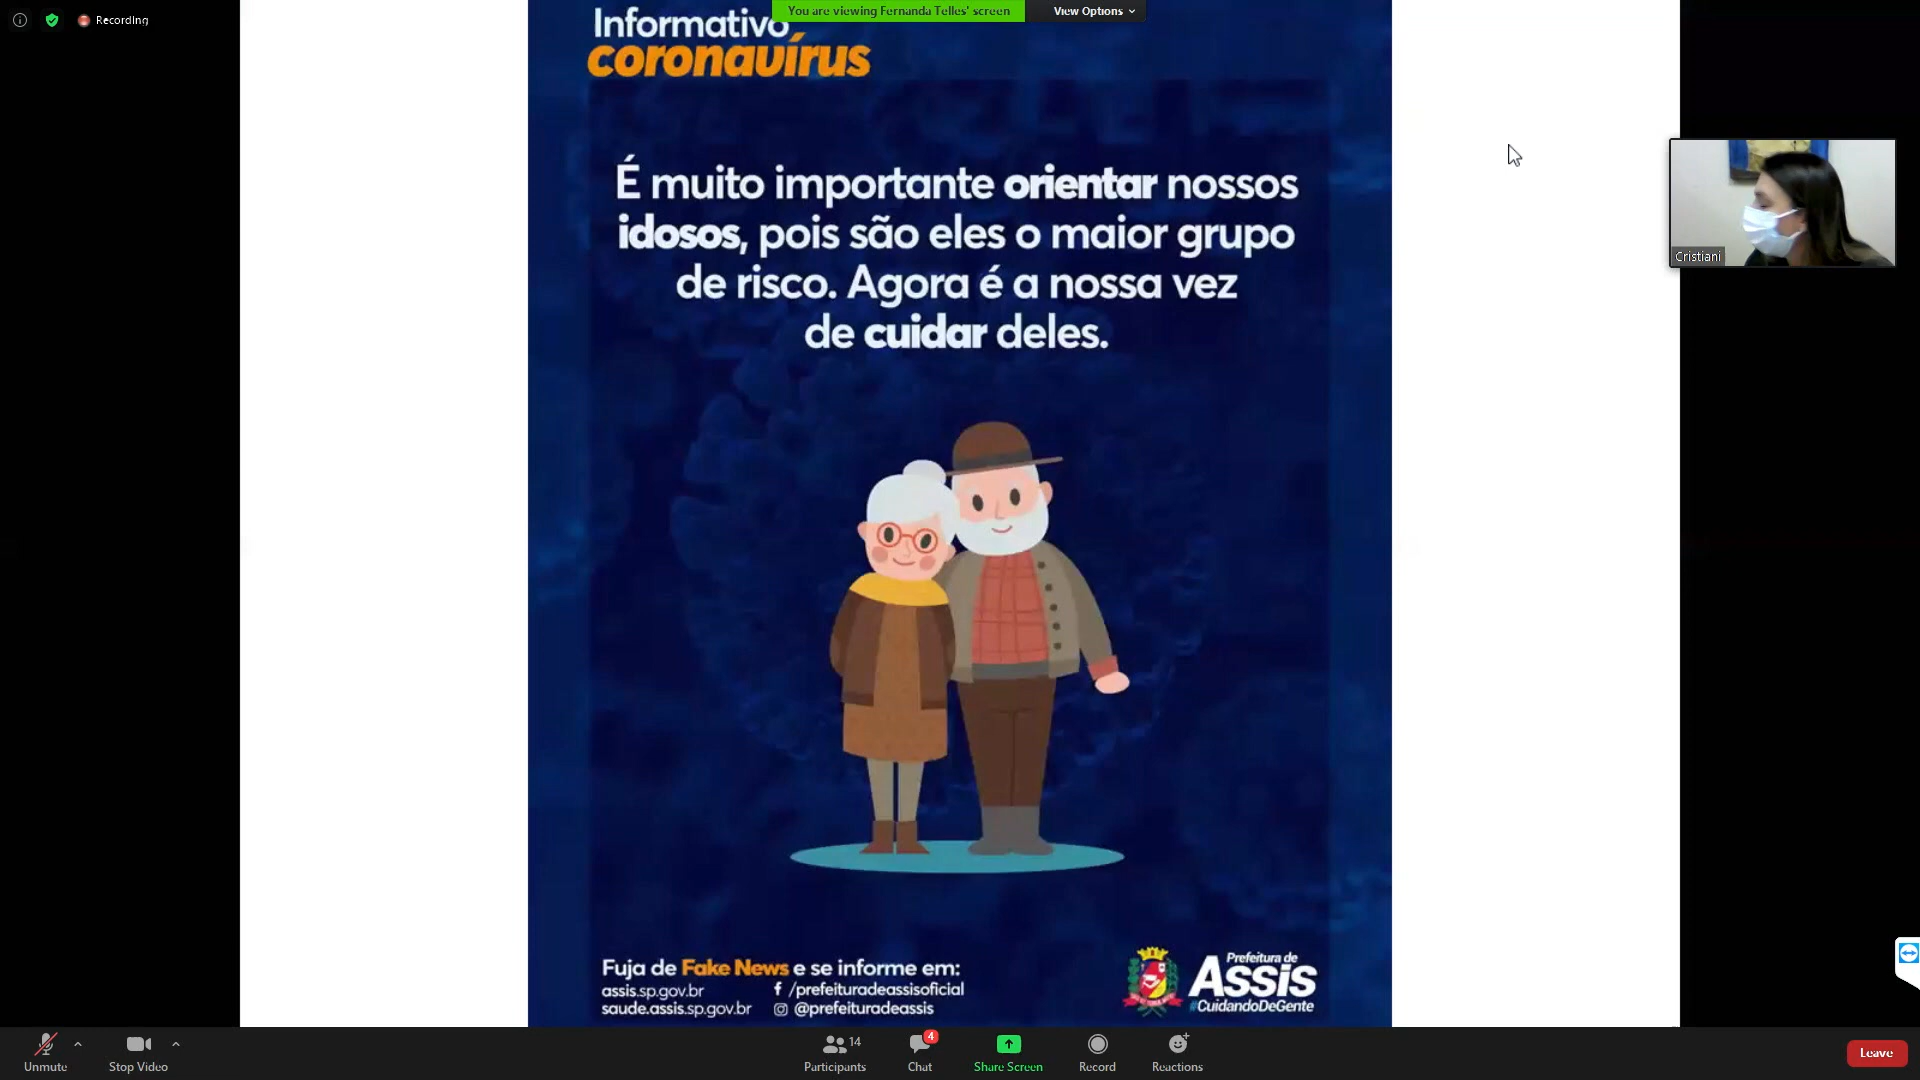 Recording
You are viewing Fernanda Telles' screen
View Options
Informativo
coronavírus
É muito importante orientar nossos
idosos, pois são eles o maior grupo
de risco. Agora é a nossa vez
de cuidar deles.
Cristiani
Fuja de Fake News e se informe em:
assis.sp.gov.br
/prefeituradeassisoficial
saude.assis.sp.gov.br
@prefeituradeassis
Prefeitura de
Assis
#CuidandoDeGente
Unmute
Stop Video
Participants
14
Chat
4
Share Screen
Record
Reactions
Leave